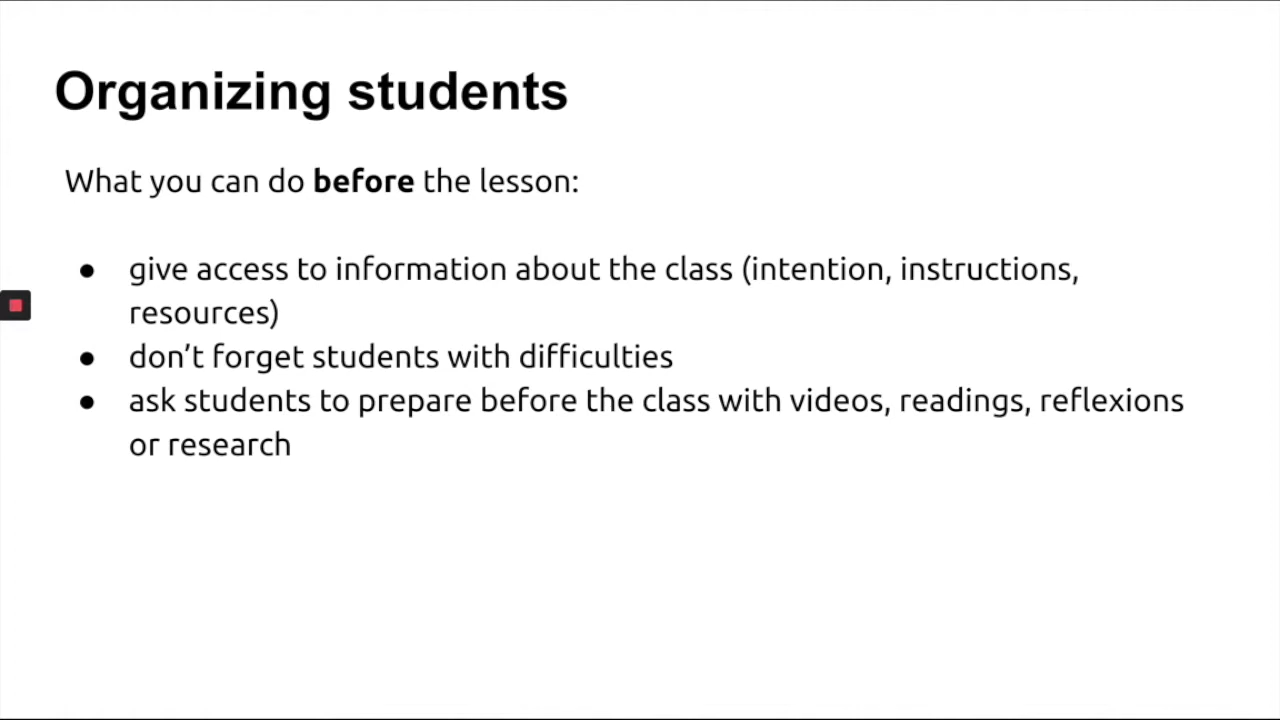 Organizing students
What you can do before the lesson:
● give access to information about the class (intention, instructions,
resources)
● don’t forget students with difficulties
● ask students to prepare before the class with videos, readings, reflexions
or research